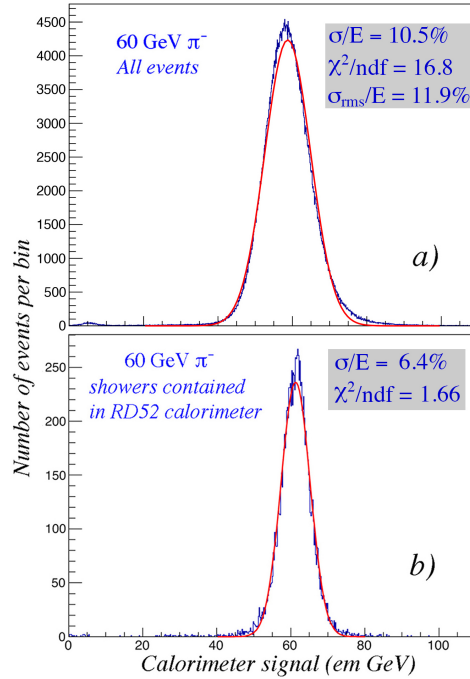 4500
4000
3500
3000
2500
2000
1500
1000
500
0
60 GeV π⁻
All events
σ/E = 10.5%
χ²/ndf = 16.8
σrms/E = 11.9%
a)
Number of events per bin
250
200
150
100
50
0
60 GeV π⁻
showers contained
in RD52 calorimeter
σ/E = 6.4%
χ²/ndf = 1.66
b)
0 20 40 60 80 100
Calorimeter signal (em GeV)